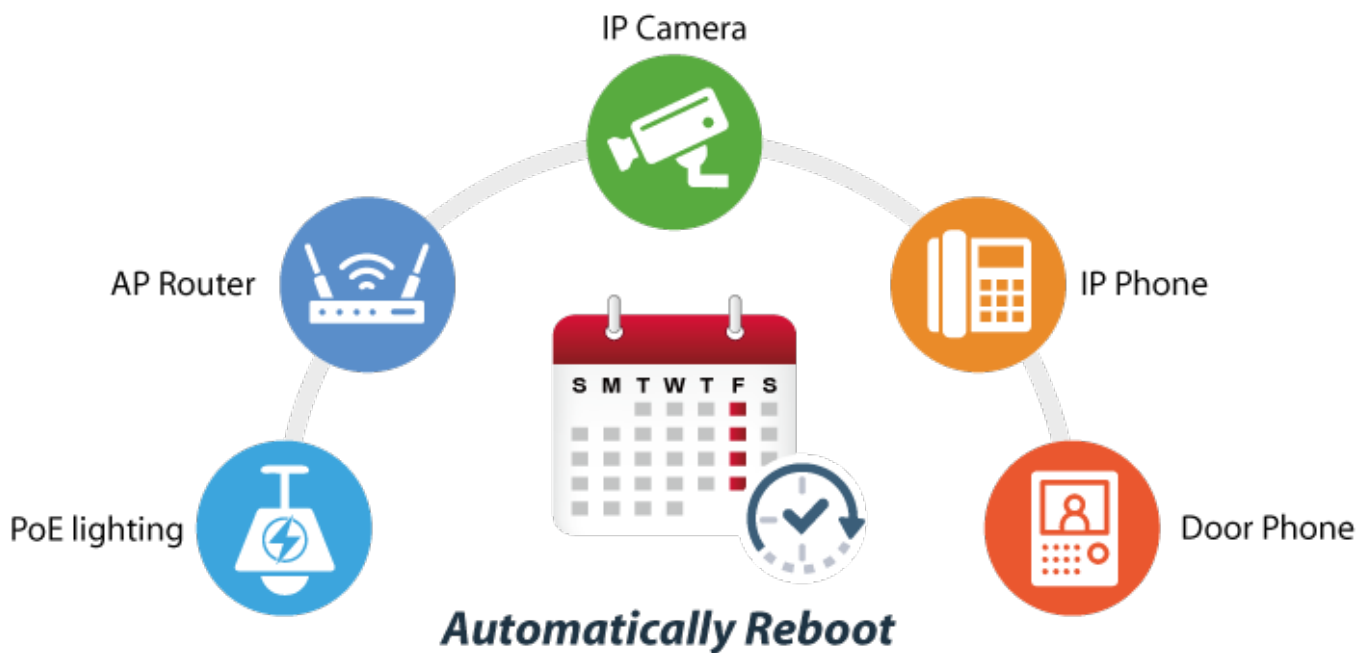 IP Camera
AP Router
IP Phone
S M T W T F S
PoE lighting
Door Phone
Automatically Reboot